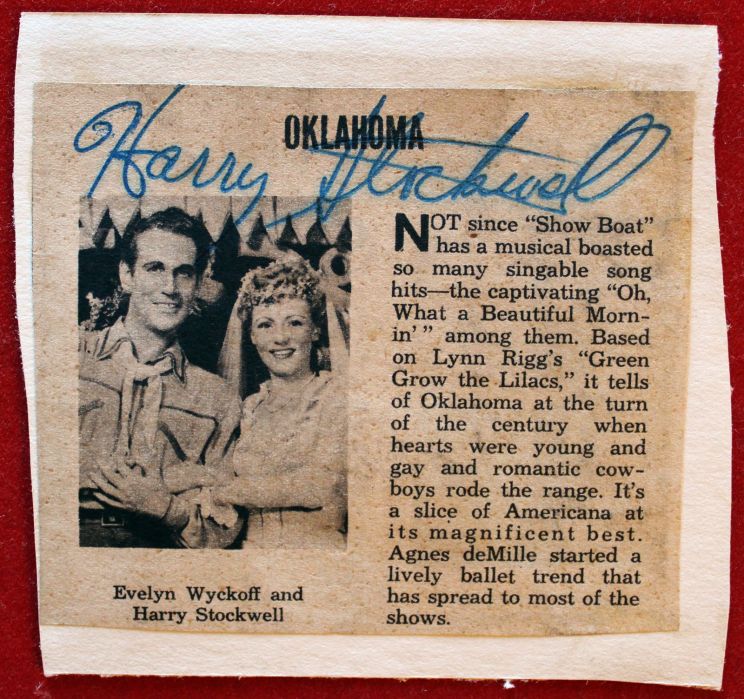 OKLAHOMA
Harry Stockwell
NOT since “Show Boat”
has a musical boasted
so many singable song
hits—the captivating “Oh,
What a Beautiful Morn-
in’ ” among them. Based
on Lynn Rigg’s “Green
Grow the Lilacs,” it tells
of Oklahoma at the turn
of the century when
hearts were young and
gay and romantic cow-
boys rode the range. It’s
a slice of Americana at
its magnificent best.
Agnes deMille started a
lively ballet trend that
has spread to most of the
shows.
Evelyn Wyckoff and
Harry Stockwell